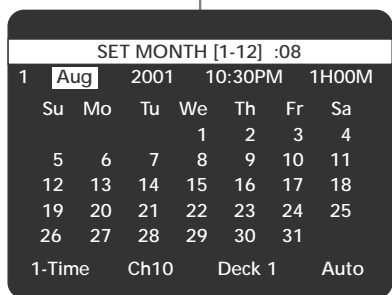 SET MONTH [1-12] :08
1 Aug 2001 10:30PM 1H00M
Su Mo Tu We Th Fr Sa
1 2 3 4
5 6 7 8 9 10 11
12 13 14 15 16 17 18
19 20 21 22 23 24 25
26 27 28 29 30 31
1-Time Ch10 Deck 1 Auto